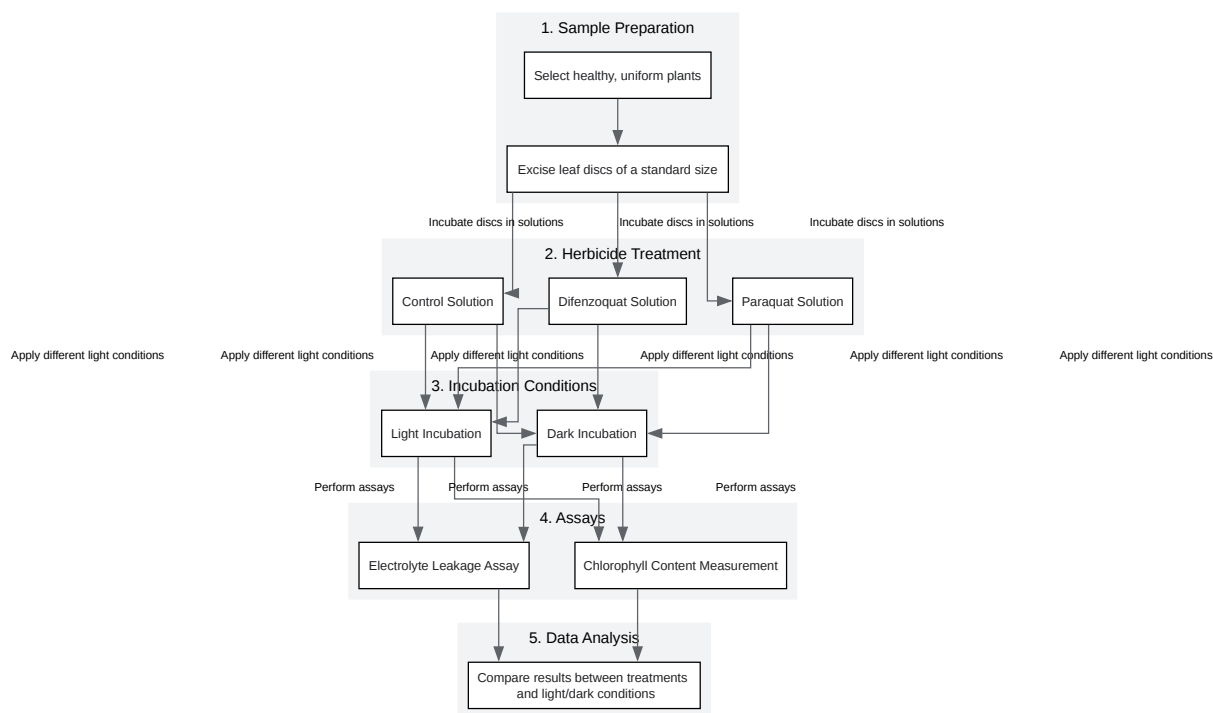 1. Sample Preparation
Select healthy, uniform plants
Excise leaf discs of a standard size
Incubate discs in solutions
Incubate discs in solutions
Incubate discs in solutions
2. Herbicide Treatment
Control Solution
Difenzoquat Solution
Paraquat Solution
Apply different light conditions
Apply different light conditions
Apply different light conditions
Apply different light conditions
Apply different light conditions
Apply different light conditions
3. Incubation Conditions
Light Incubation
Dark Incubation
Perform assays
Perform assays
Perform assays
Perform assays
4. Assays
Electrolyte Leakage Assay
Chlorophyll Content Measurement
5. Data Analysis
Compare results between treatments
and light/dark conditions